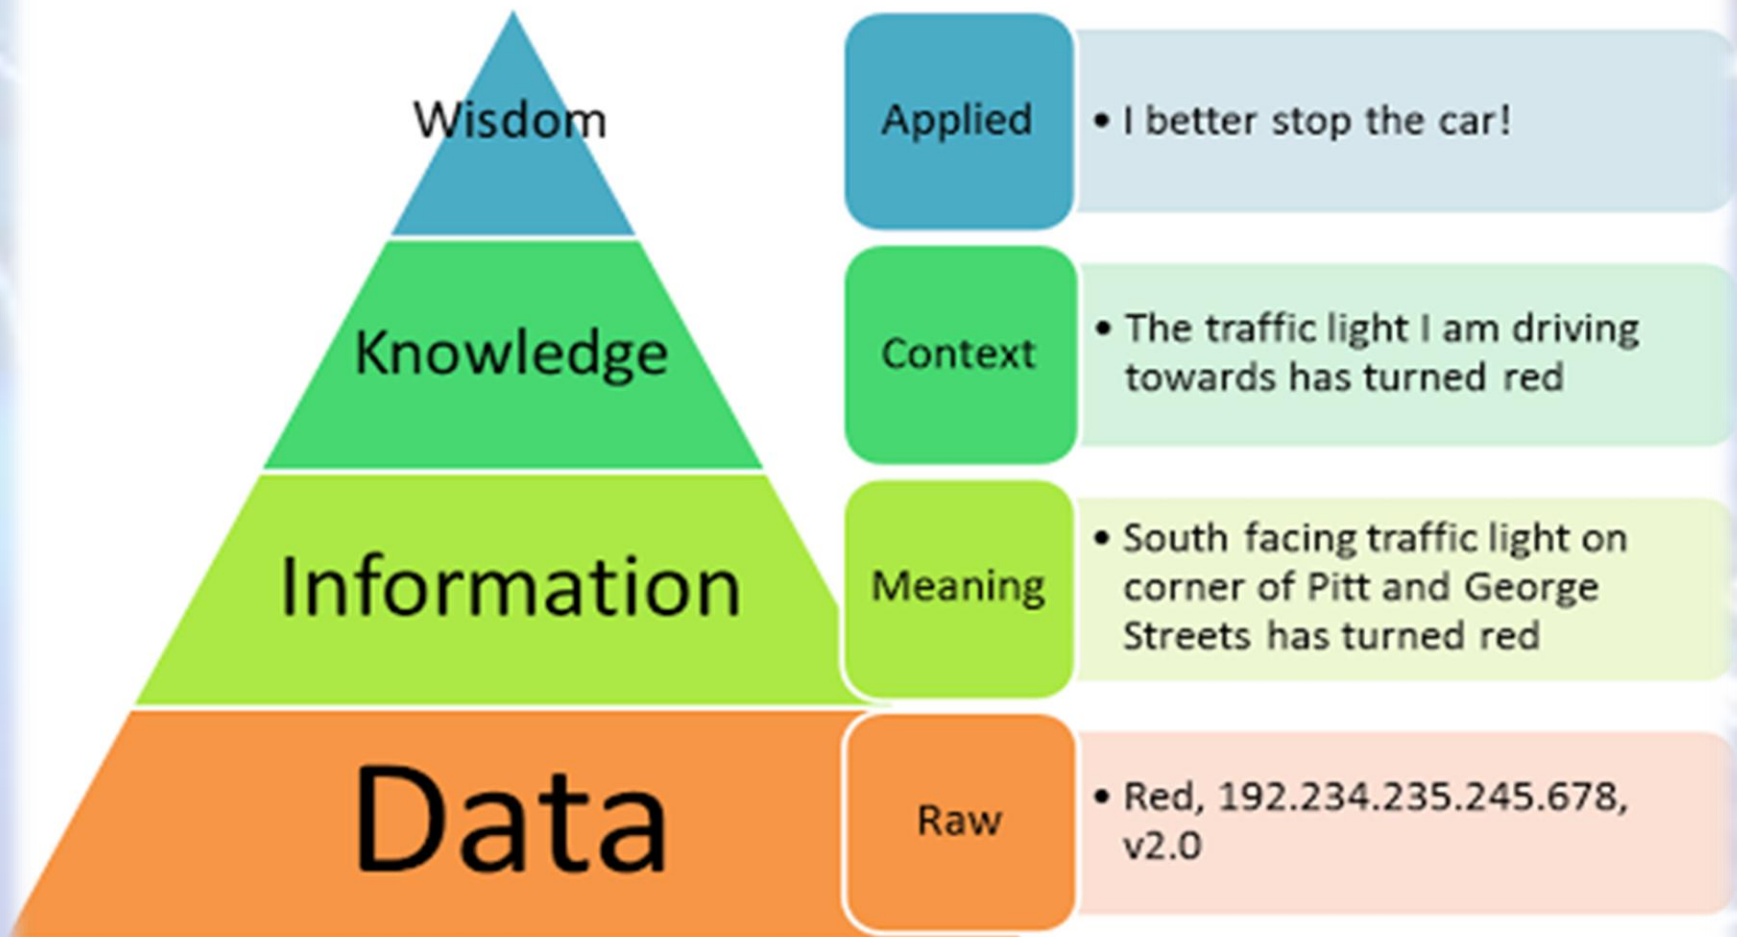 Wisdom
Applied
• I better stop the car!
Knowledge
Context
• The traffic light I am driving
towards has turned red
Information
Meaning
• South facing traffic light on
corner of Pitt and George
Streets has turned red
Data
Raw
• Red, 192.234.235.245.678,
v2.0